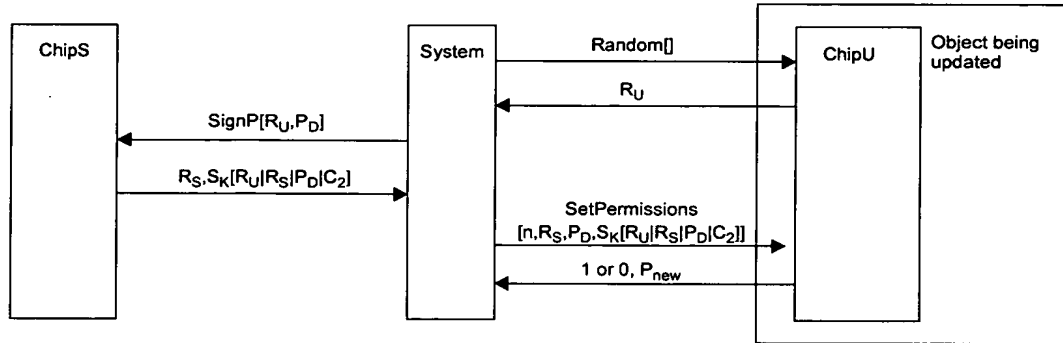 ChipS
System
ChipU
Object being
updated
Random[]
R_U
SignP[R_U,P_D]
R_S,S_K[R_U|R_S|P_D|C_2]
SetPermissions
[n,R_S,P_D,S_K[R_U|R_S|P_D|C_2]]
1 or 0, P_new